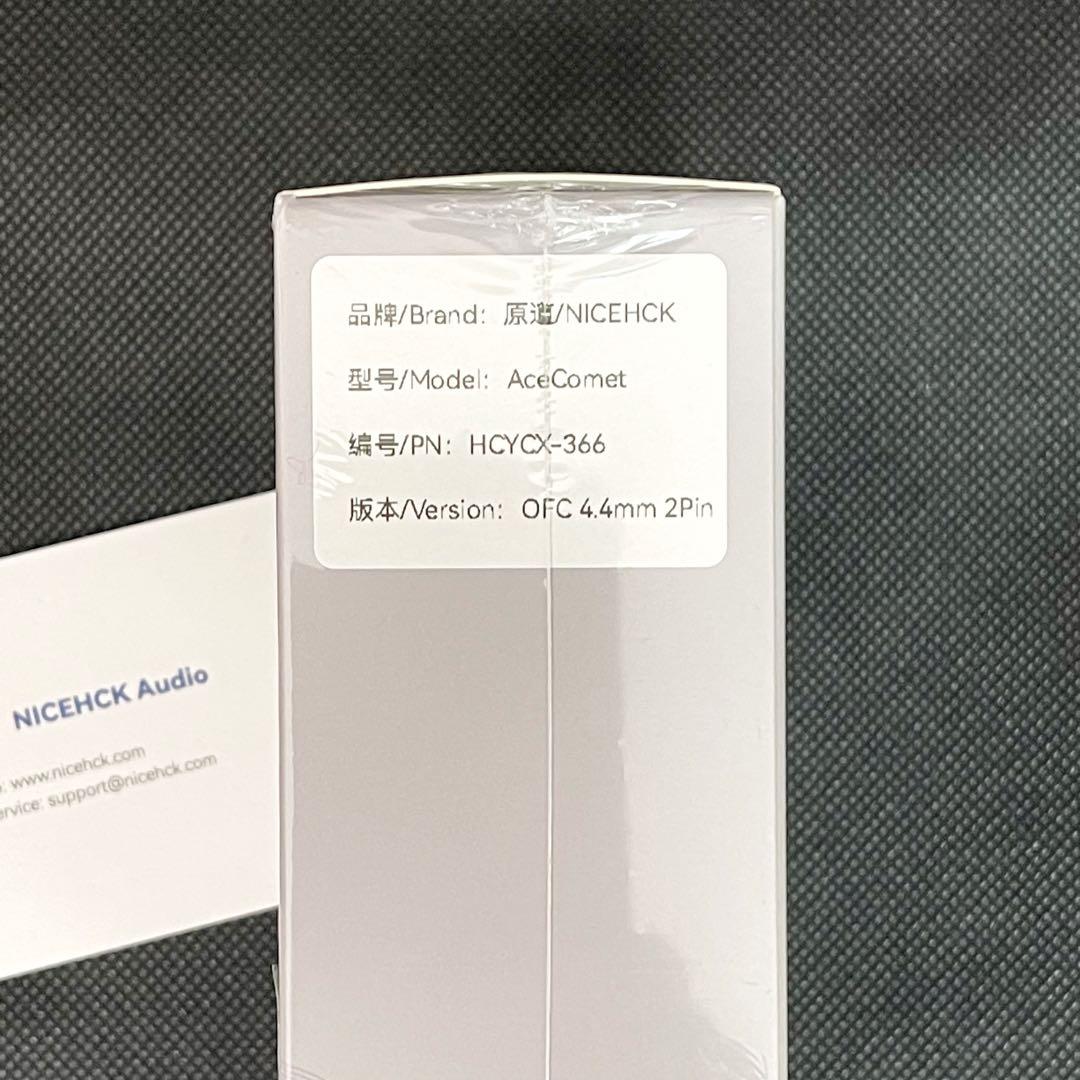 品牌/Brand: 原道/NICEHCK
型号/Model: AceComet
编号/PN: HCYCX-366
版本/Version: OFC 4.4mm 2Pin
NICEHCK Audio
www.nicehck.com
support@nicehck.com